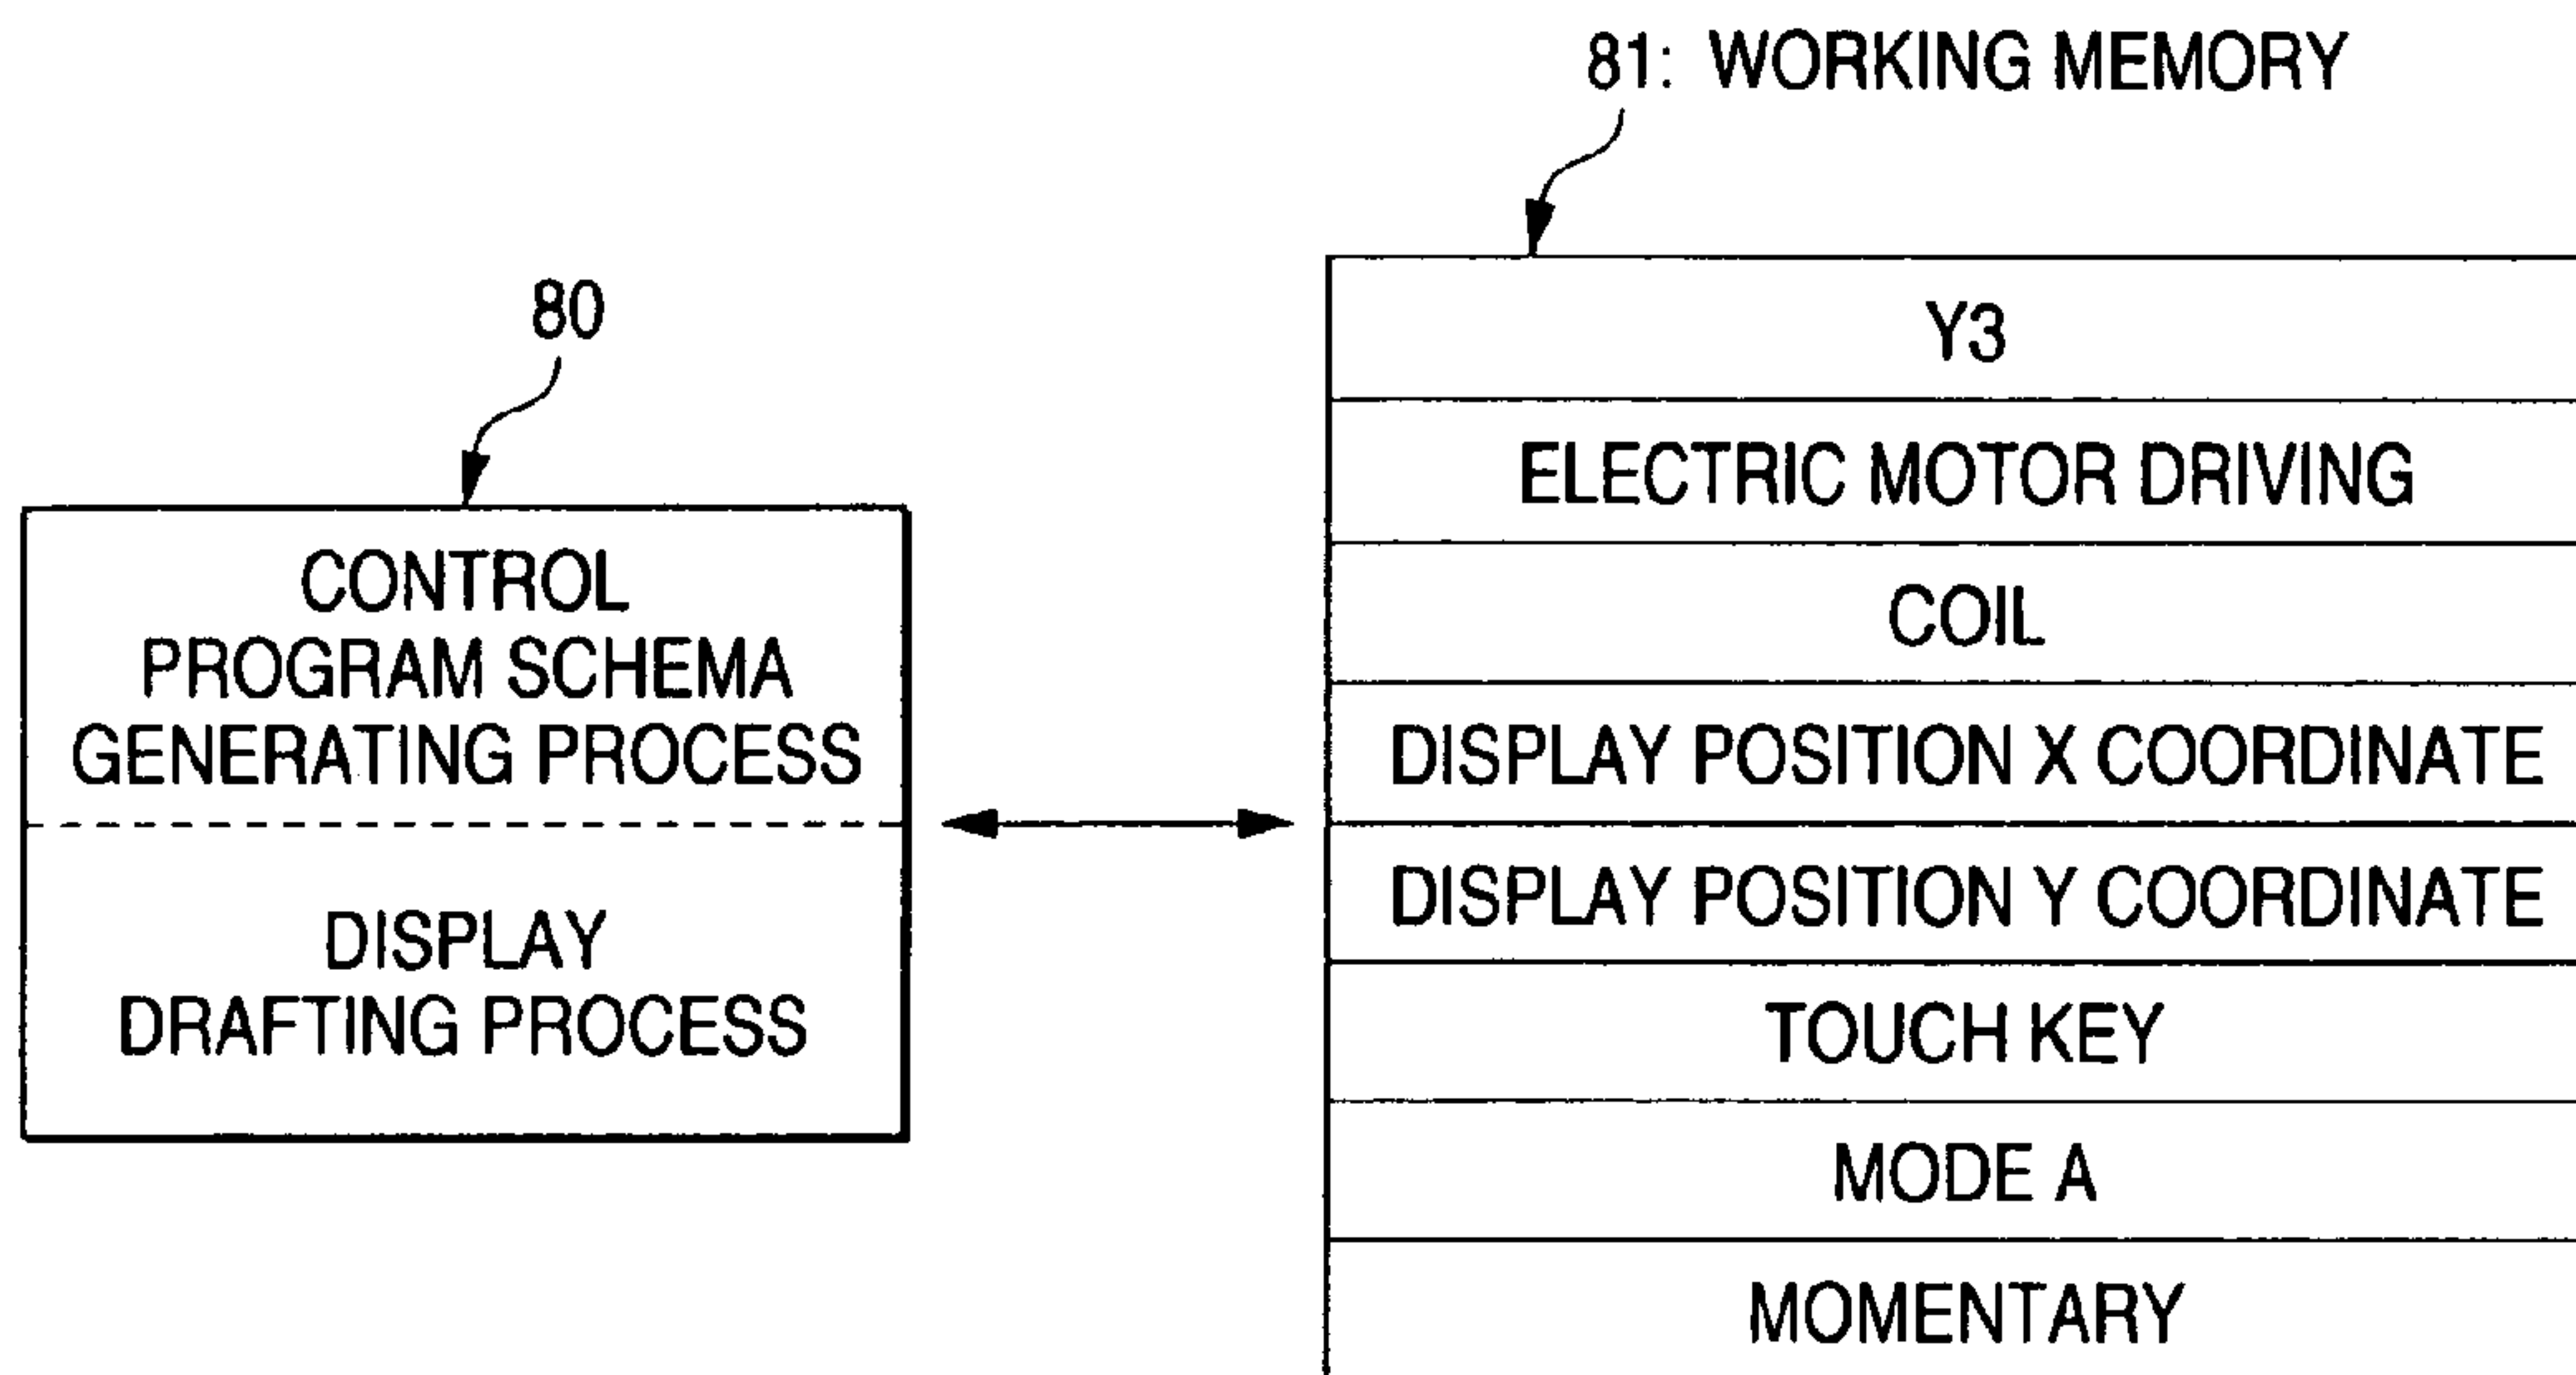 81: WORKING MEMORY
80
CONTROL
PROGRAM SCHEMA
GENERATING PROCESS
DISPLAY
DRAFTING PROCESS
Y3
ELECTRIC MOTOR DRIVING
COIL
DISPLAY POSITION X COORDINATE
DISPLAY POSITION Y COORDINATE
TOUCH KEY
MODE A
MOMENTARY